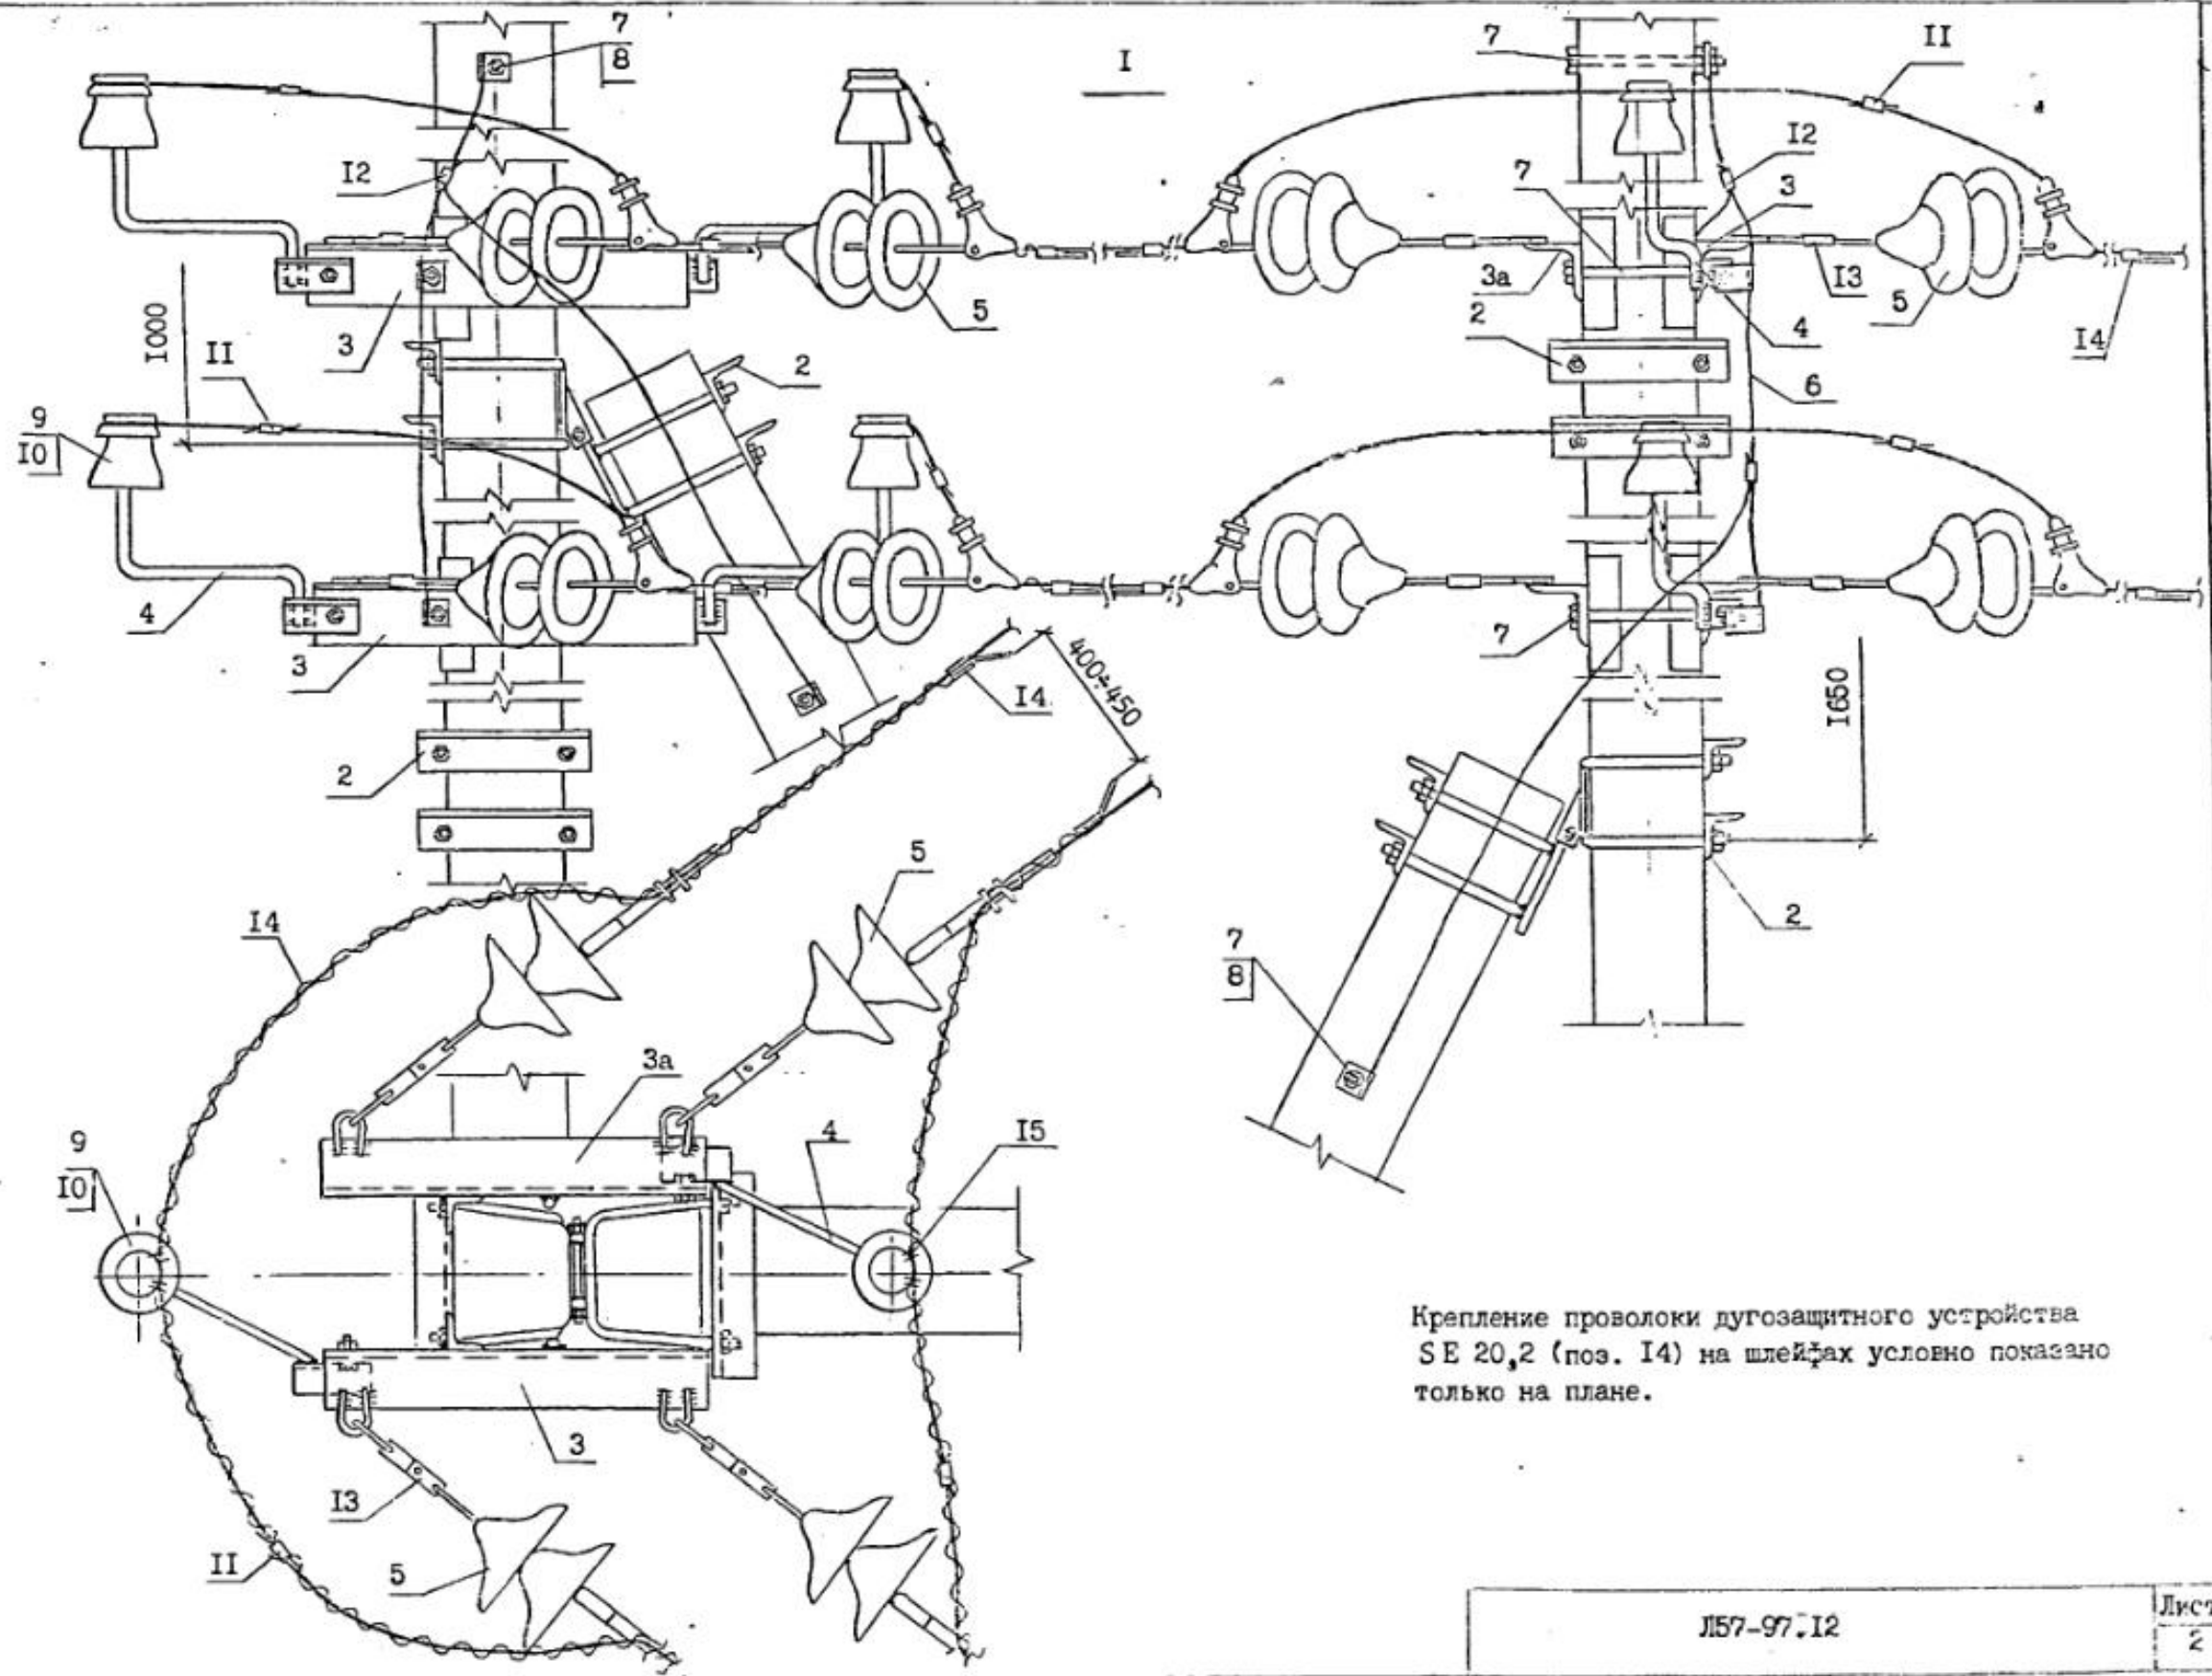 7
8
I
7
II
I2
I2
7
3
3а
I3
5
5
I4
I000
3
2
4
II
2
6
9
I0
4
3
7
I4
400÷450
I650
2
5
2
I4
7
8
3а
9
I0
4
I5
3
I3
II
5
Крепление проволоки дугозащитного устройства
SE 20,2 (поз. I4) на шлейфах условно показано
только на плане.
Л57-97.I2
Лист
2